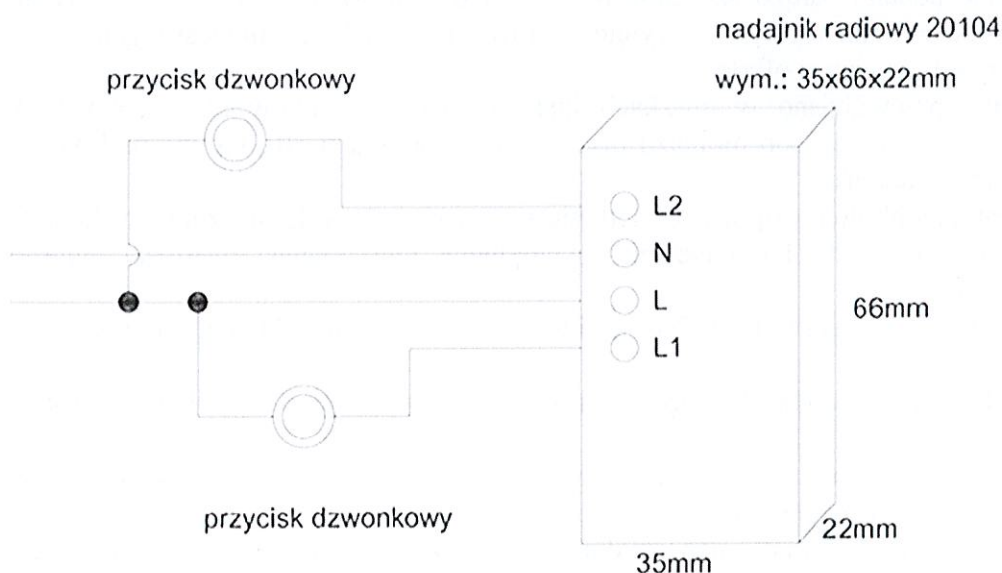 nadajnik radiowy 20104
wym.: 35x66x22mm
przycisk dzwonkowy
L2
N
L
L1
66mm
22mm
35mm
przycisk dzwonkowy